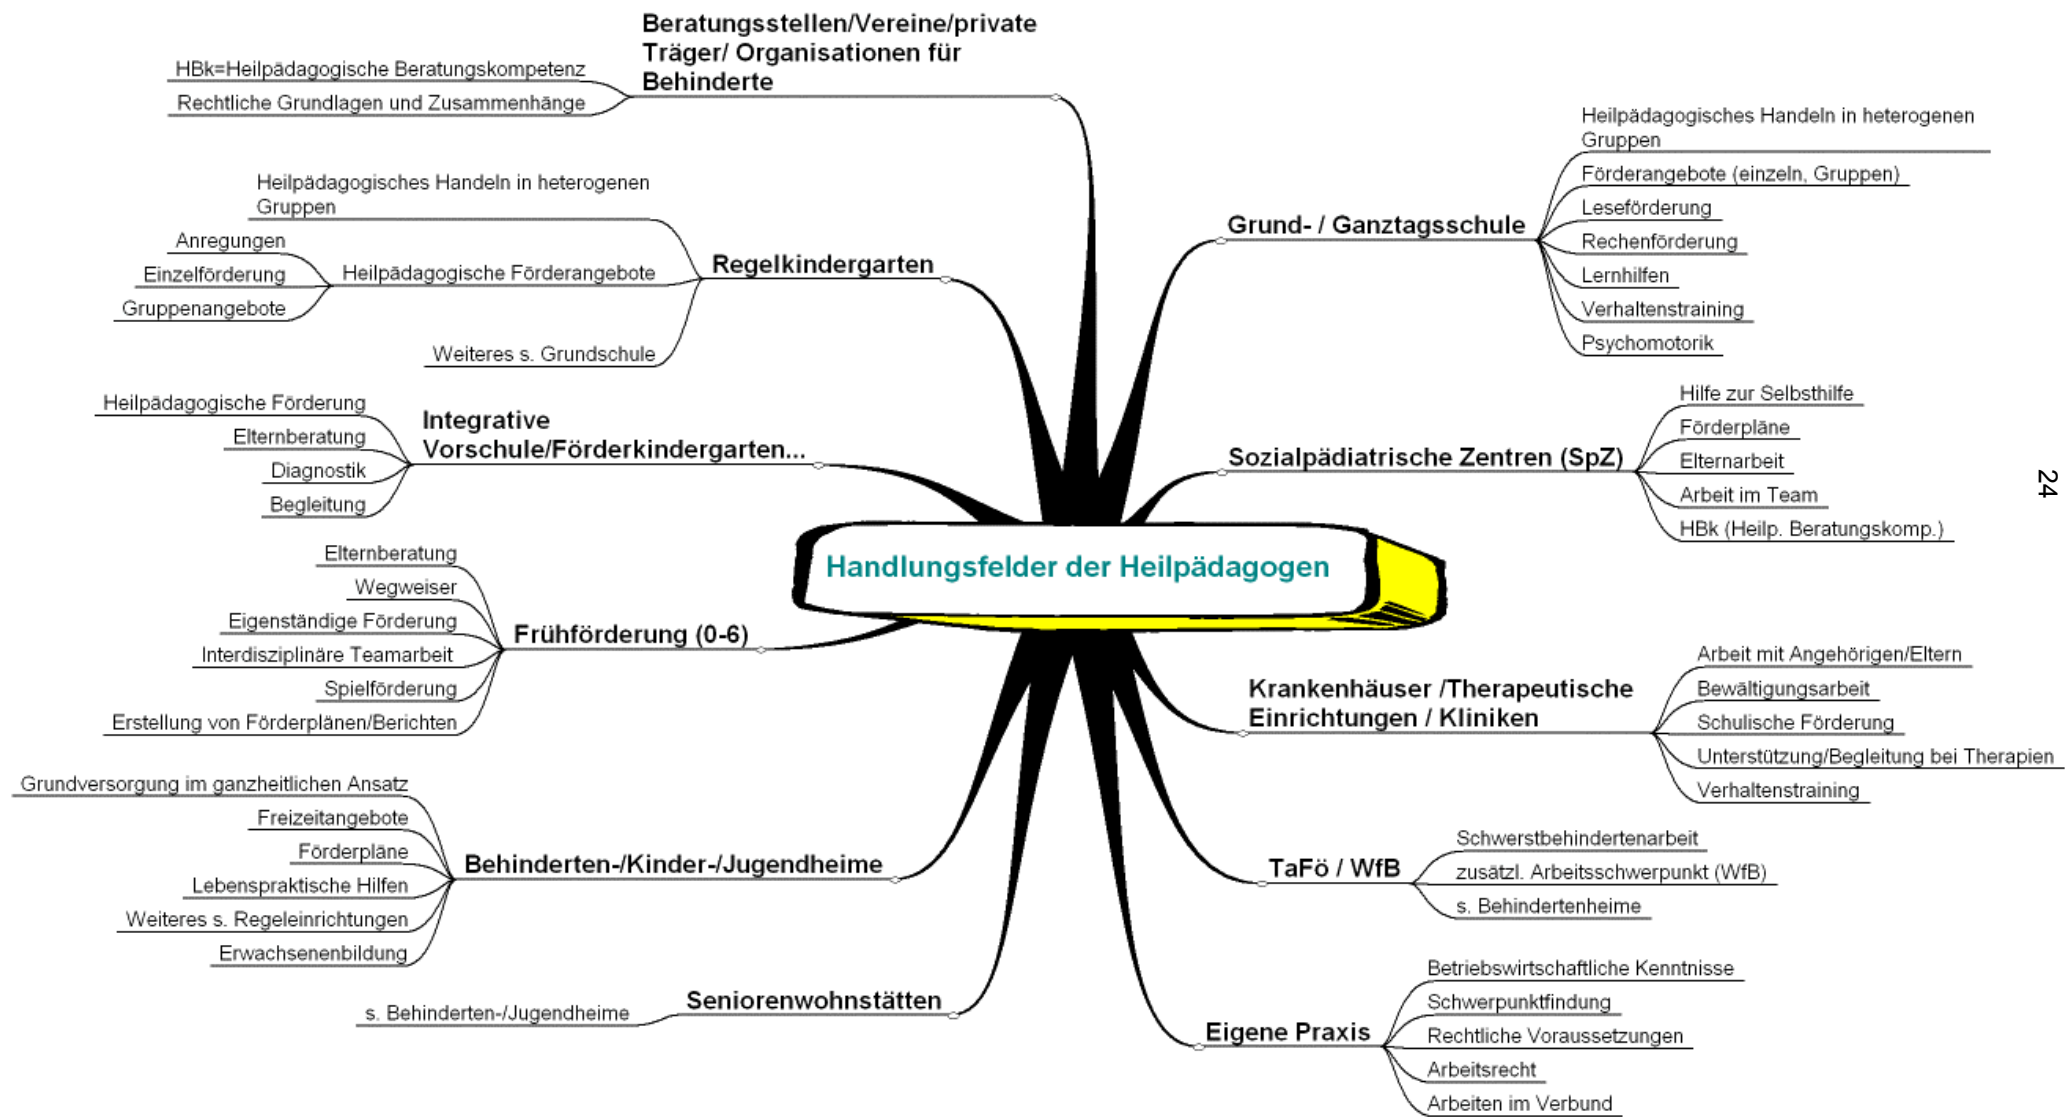 Handlungsfelder der Heilpädagogen
Beratungsstellen/Vereine/private
Träger/ Organisationen für
Behinderte
HBk=Heilpädagogische Beratungskompetenz
Rechtliche Grundlagen und Zusammenhänge
Regelkindergarten
Heilpädagogisches Handeln in heterogenen
Gruppen
Heilpädagogische Förderangebote
Anregungen
Einzelförderung
Gruppenangebote
Weiteres s. Grundschule
Integrative
Vorschule/Förderkindergarten...
Heilpädagogische Förderung
Elternberatung
Diagnostik
Begleitung
Frühförderung (0-6)
Elternberatung
Wegweiser
Eigenständige Förderung
Interdisziplinäre Teamarbeit
Spielförderung
Erstellung von Förderplänen/Berichten
Behinderten-/Kinder-/Jugendheime
Grundversorgung im ganzheitlichen Ansatz
Freizeitangebote
Förderpläne
Lebenspraktische Hilfen
Weiteres s. Regeleinrichtungen
Erwachsenenbildung
Seniorenwohnstätten
s. Behinderten-/Jugendheime
Grund- / Ganztagsschule
Heilpädagogisches Handeln in heterogenen
Gruppen
Förderangebote (einzeln, Gruppen)
Leseförderung
Rechenförderung
Lernhilfen
Verhaltenstraining
Psychomotorik
Sozialpädiatrische Zentren (SpZ)
Hilfe zur Selbsthilfe
Förderpläne
Elternarbeit
Arbeit im Team
HBk (Heilp. Beratungskomp.)
Krankenhäuser /Therapeutische
Einrichtungen / Kliniken
Arbeit mit Angehörigen/Eltern
Bewältigungsarbeit
Schulische Förderung
Unterstützung/Begleitung bei Therapien
Verhaltenstraining
TaFö / WfB
Schwerstbehindertenarbeit
zusätzl. Arbeitsschwerpunkt (WfB)
s. Behindertenheime
Eigene Praxis
Betriebswirtschaftliche Kenntnisse
Schwerpunktfindung
Rechtliche Voraussetzungen
Arbeitsrecht
Arbeiten im Verbund
24